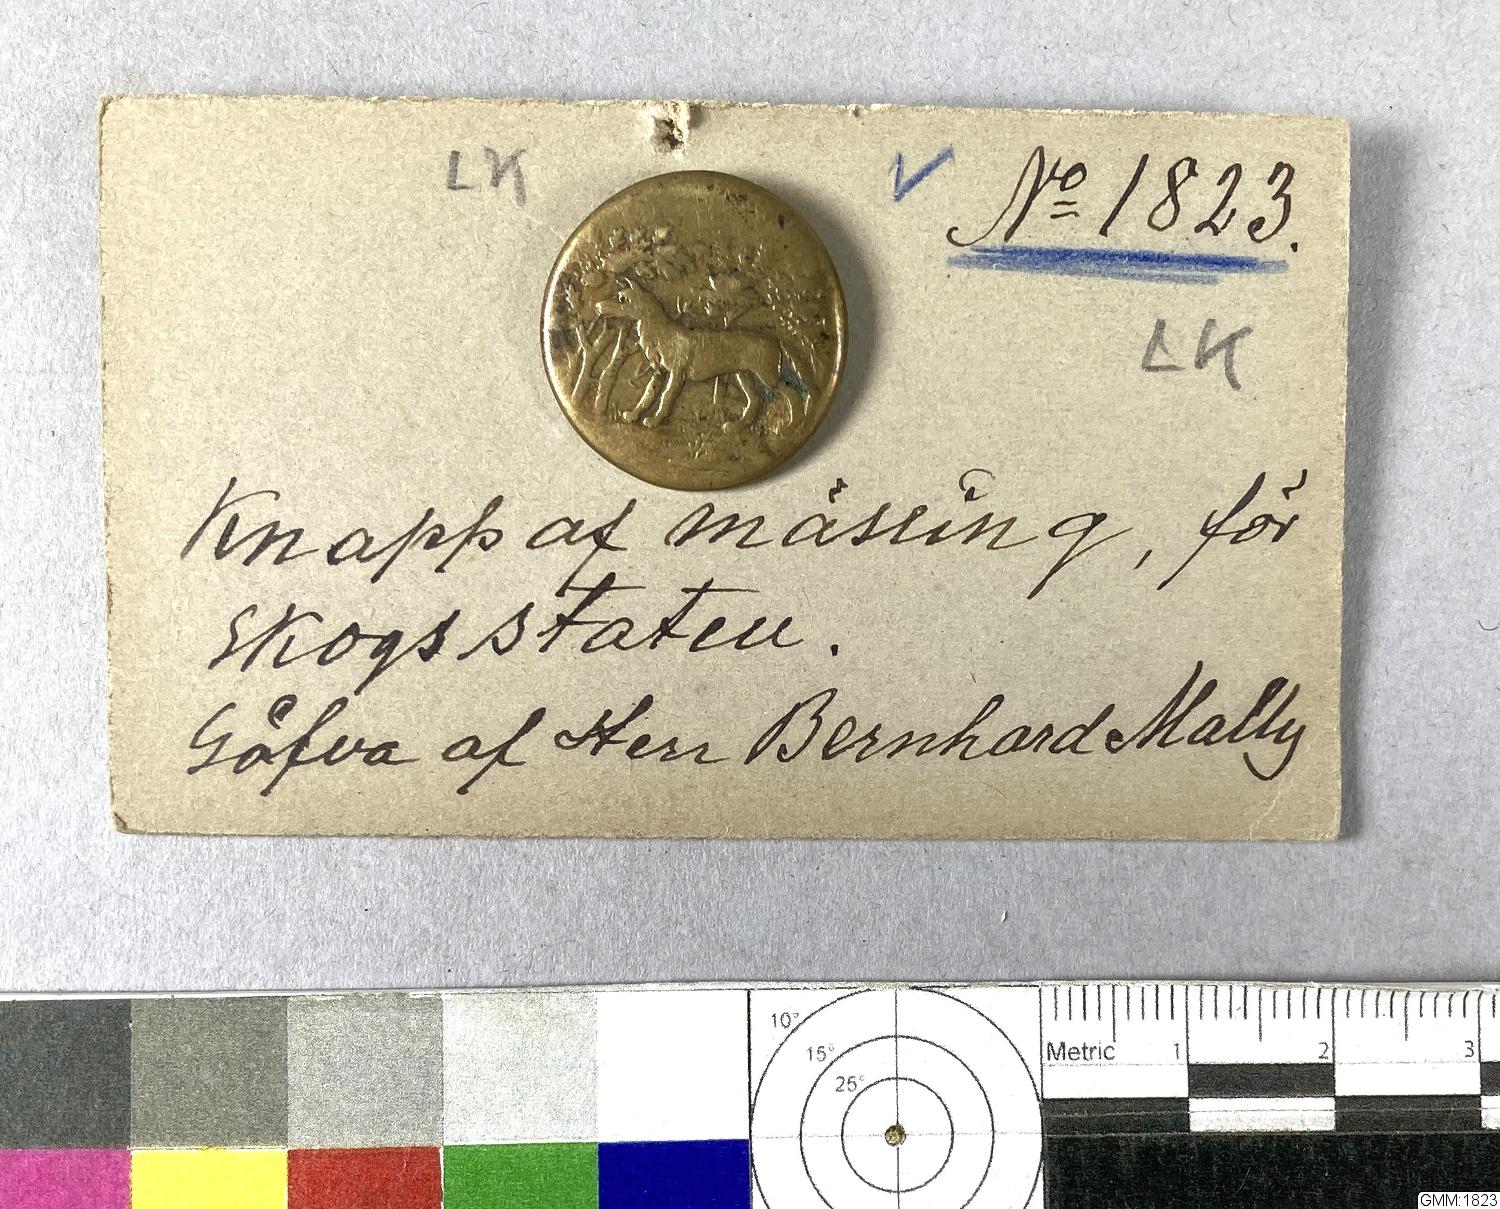 LK
✓ No 1823.
LK
Knapp af mässing, för
skogsstaten.
Gåfva af Herr Bernhard Mally
10°
15°
25°
Metric 1 2 3
GMM:1823